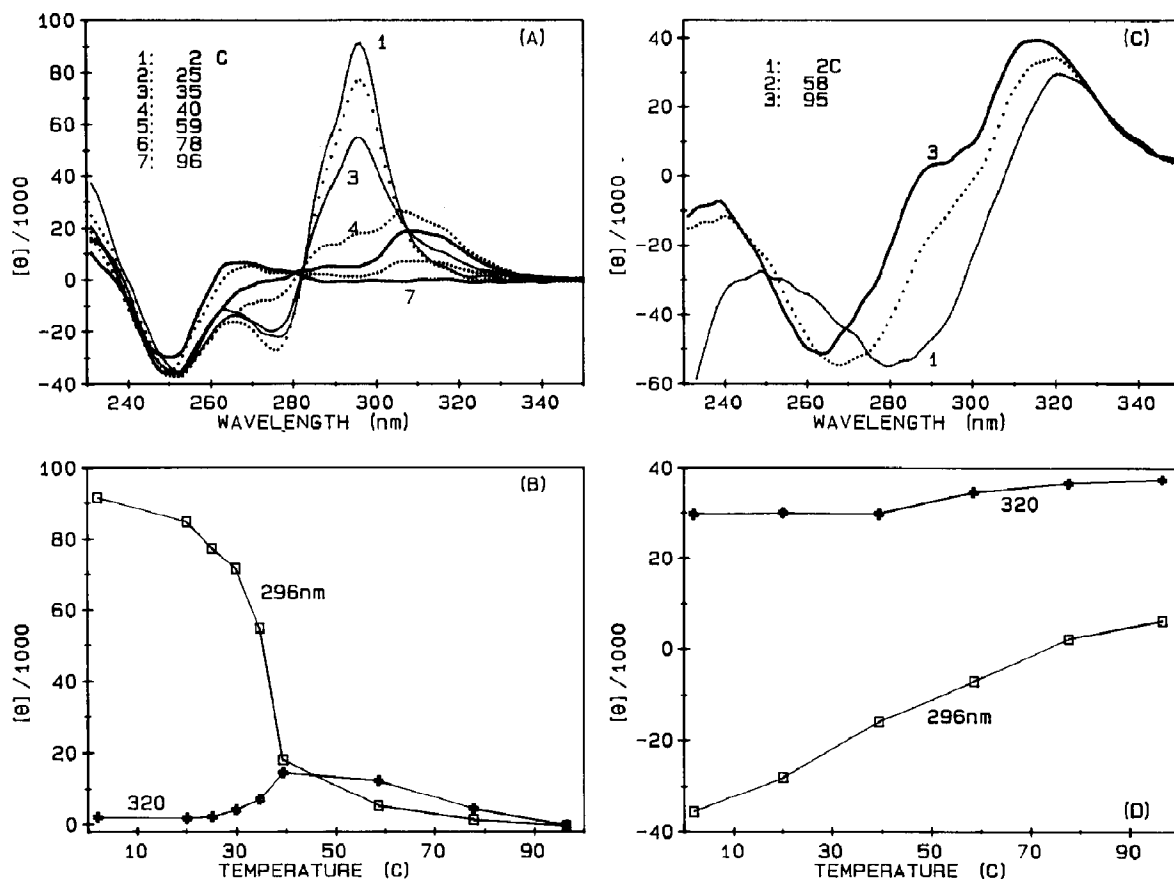 (A)
[θ]/1000
100
80
60
40
20
0
-20
-40
1: 2 C
2: 25
3: 35
4: 40
5: 59
6: 78
7: 96
1
3
4
7
240 260 280 300 320 340
WAVELENGTH (nm)
(C)
[θ]/1000
40
20
0
-20
-40
-60
1: 2C
2: 58
3: 95
3
1
240 260 280 300 320 340
WAVELENGTH (nm)
(B)
[θ]/1000
100
80
60
40
20
0
296nm
320
10 30 50 70 90
TEMPERATURE (C)
(D)
[θ]/1000
40
20
0
-20
-40
320
296nm
10 30 50 70 90
TEMPERATURE (C)